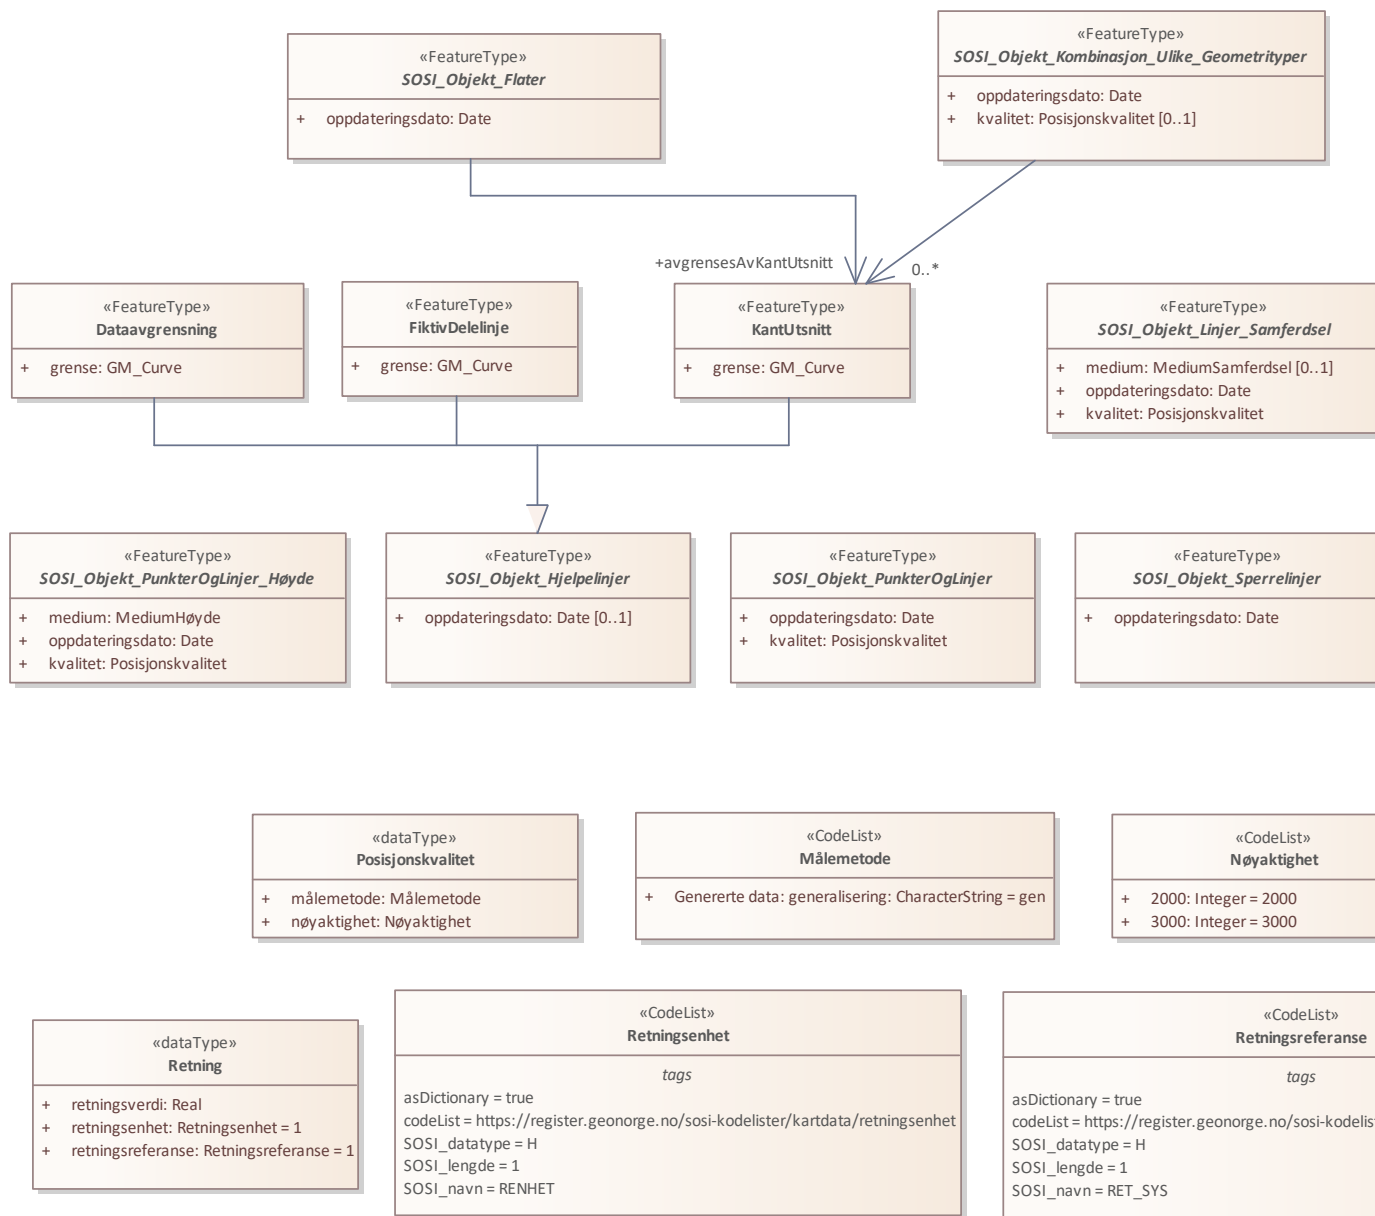 «FeatureType»
SOSI_Objekt_Flater
+ oppdateringsdato: Date
«FeatureType»
SOSI_Objekt_Kombinasjon_Ulike_Geometrityper
+ oppdateringsdato: Date
+ kvalitet: Posisjonskvalitet [0..1]
+avgrensesAvKantUtsnitt
0..*
«FeatureType»
Dataavgrensning
+ grense: GM_Curve
«FeatureType»
FiktivDelelinje
+ grense: GM_Curve
«FeatureType»
KantUtsnitt
+ grense: GM_Curve
«FeatureType»
SOSI_Objekt_Linjer_Samferdsel
+ medium: MediumSamferdsel [0..1]
+ oppdateringsdato: Date
+ kvalitet: Posisjonskvalitet
«FeatureType»
SOSI_Objekt_PunkterOgLinjer_Høyde
+ medium: MediumHøyde
+ oppdateringsdato: Date
+ kvalitet: Posisjonskvalitet
«FeatureType»
SOSI_Objekt_Hjelpelinjer
+ oppdateringsdato: Date [0..1]
«FeatureType»
SOSI_Objekt_PunkterOgLinjer
+ oppdateringsdato: Date
+ kvalitet: Posisjonskvalitet
«FeatureType»
SOSI_Objekt_Sperrelinjer
+ oppdateringsdato: Date
«dataType»
Posisjonskvalitet
+ målemetode: Målemetode
+ nøyaktighet: Nøyaktighet
«CodeList»
Målemetode
+ Genererte data: generalisering: CharacterString = gen
«CodeList»
Nøyaktighet
+ 2000: Integer = 2000
+ 3000: Integer = 3000
«dataType»
Retning
+ retningsverdi: Real
+ retningsenhet: Retningsenhet = 1
+ retningsreferanse: Retningsreferanse = 1
«CodeList»
Retningsenhet
tags
asDictionary = true
codeList = https://register.geonorge.no/sosi-kodelister/kartdata/retningsenhet
SOSI_datatype = H
SOSI_lengde = 1
SOSI_navn = RENHET
«CodeList»
Retningsreferanse
tags
asDictionary = true
codeList = https://register.geonorge.no/sosi-kodelist
SOSI_datatype = H
SOSI_lengde = 1
SOSI_navn = RET_SYS